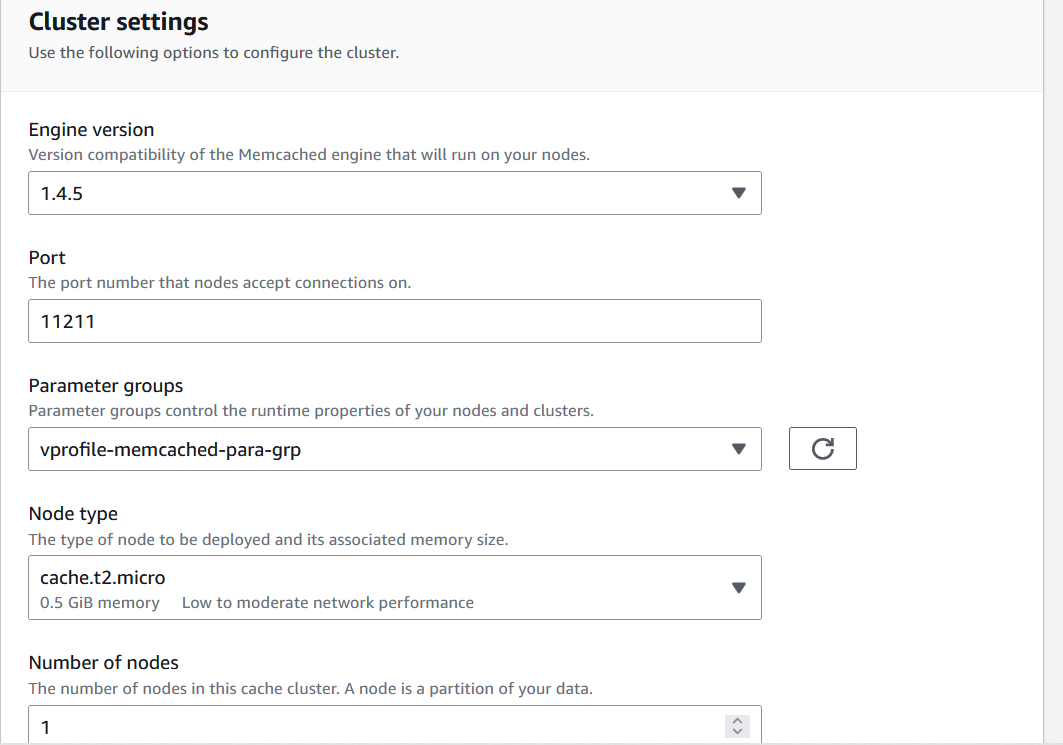 Cluster settings
Use the following options to configure the cluster.
Engine version
Version compatibility of the Memcached engine that will run on your nodes.
1.4.5
Port
The port number that nodes accept connections on.
11211
Parameter groups
Parameter groups control the runtime properties of your nodes and clusters.
vprofile-memcached-para-grp
Node type
The type of node to be deployed and its associated memory size.
cache.t2.micro
0.5 GiB memory Low to moderate network performance
Number of nodes
The number of nodes in this cache cluster. A node is a partition of your data.
1